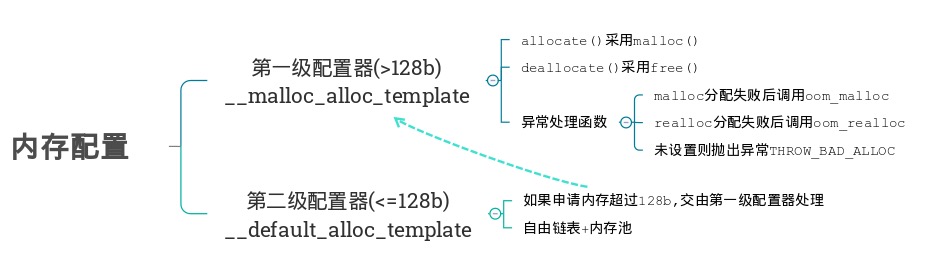 内存配置
第一级配置器(>128b)
__malloc_alloc_template
allocate()采用malloc()
deallocate()采用free()
异常处理函数
malloc分配失败后调用oom_malloc
realloc分配失败后调用oom_realloc
未设置则抛出异常THROW_BAD_ALLOC
第二级配置器(<=128b)
__default_alloc_template
如果申请内存超过128b,交由第一级配置器处理
自由链表+内存池